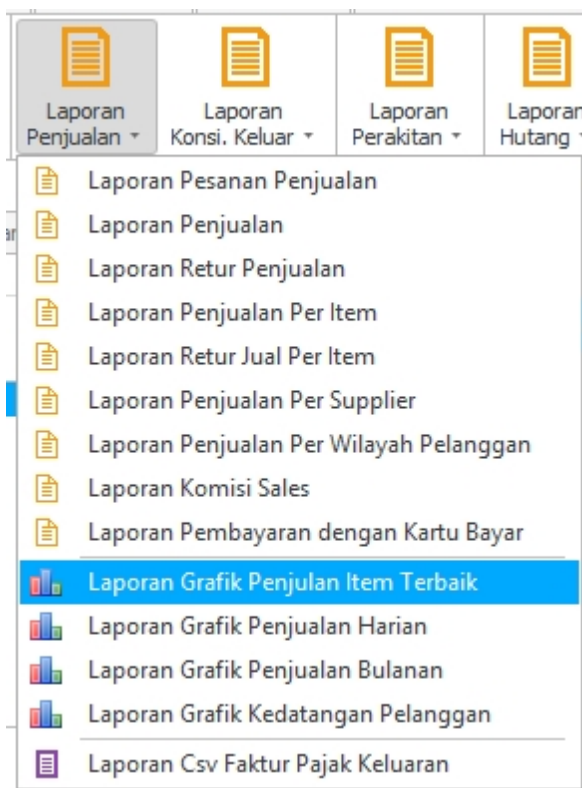 Laporan
Penjualan
Laporan
Konsi. Keluar
Laporan
Perakitan
Laporan
Hutang
Laporan Pesanan Penjualan
Laporan Penjualan
Laporan Retur Penjualan
Laporan Penjualan Per Item
Laporan Retur Jual Per Item
Laporan Penjualan Per Supplier
Laporan Penjualan Per Wilayah Pelanggan
Laporan Komisi Sales
Laporan Pembayaran dengan Kartu Bayar
Laporan Grafik Penjulan Item Terbaik
Laporan Grafik Penjualan Harian
Laporan Grafik Penjualan Bulanan
Laporan Grafik Kedatangan Pelanggan
Laporan Csv Faktur Pajak Keluaran